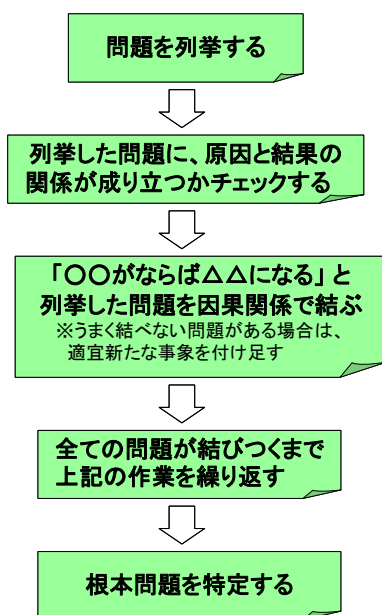 問題を列挙する
列挙した問題に、原因と結果の
関係が成り立つかチェックする
「〇〇がならば△△になる」と
列挙した問題を因果関係で結ぶ
※うまく結べない問題がある場合は、
適宜新たな事象を付け足す
全ての問題が結びつくまで
上記の作業を繰り返す
根本問題を特定する